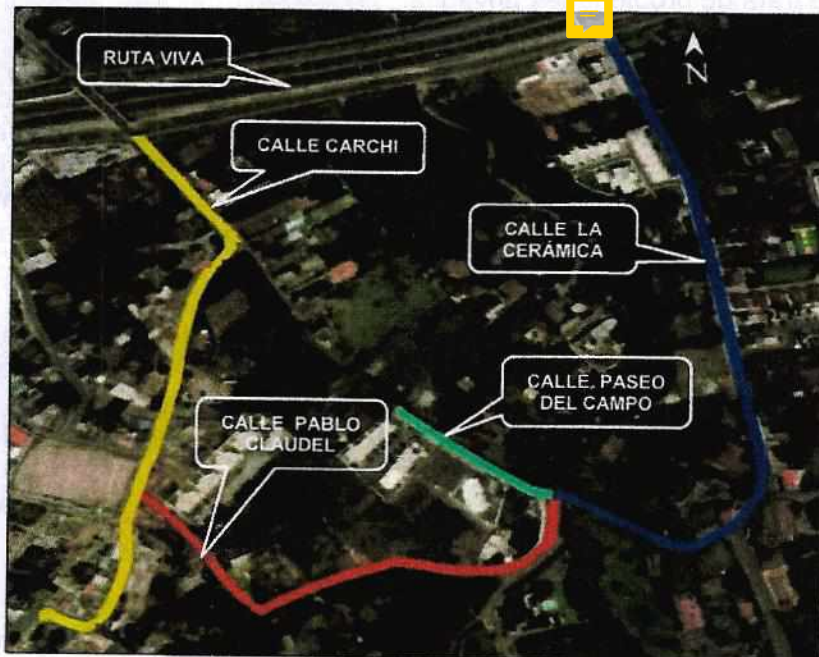 RUTA VIVA
N
CALLE CARCHI
CALLE LA
CERÁMICA
CALLE, PASEO
DEL CAMPO
CALLE PABLO
CLAUDEL